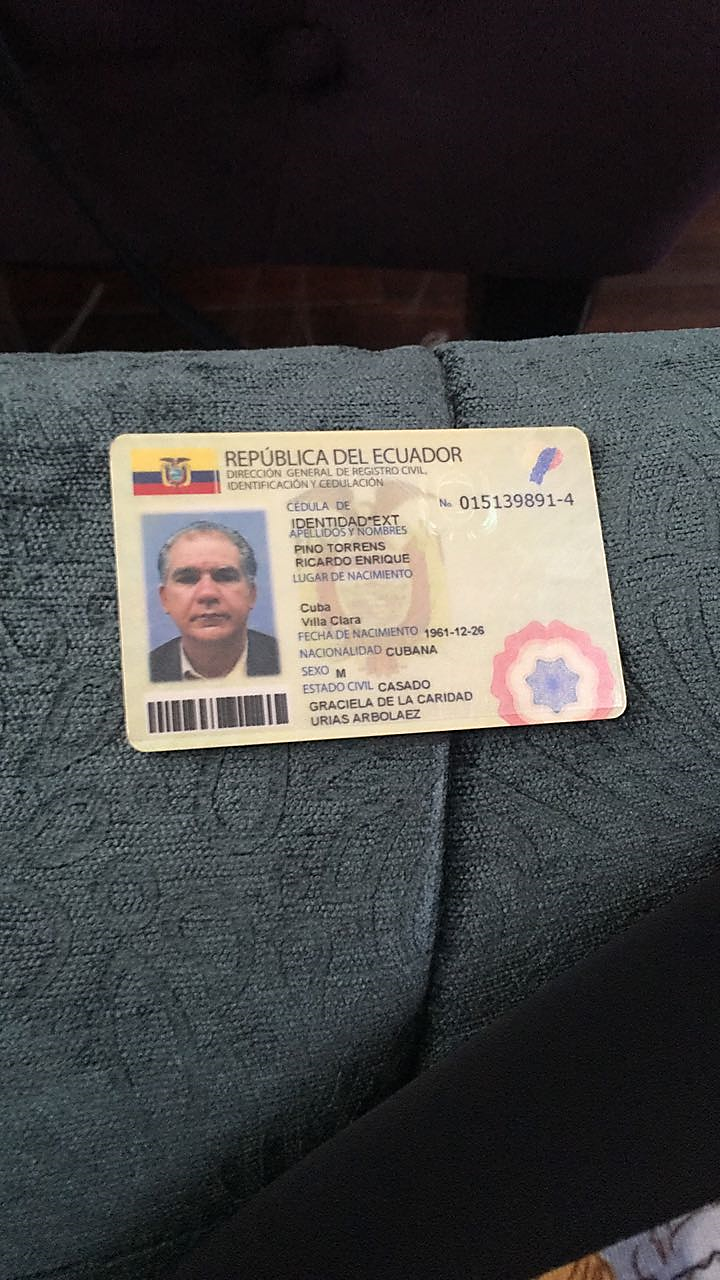 REPÚBLICA DEL ECUADOR
DIRECCIÓN GENERAL DE REGISTRO CIVIL,
IDENTIFICACIÓN Y CEDULACIÓN
CÉDULA DE No. 015139891-4
IDENTIDAD*EXT
APELLIDOS Y NOMBRES
PINO TORRENS
RICARDO ENRIQUE
LUGAR DE NACIMIENTO
Cuba
Villa Clara
FECHA DE NACIMIENTO 1961-12-26
NACIONALIDAD CUBANA
SEXO M
ESTADO CIVIL CASADO
GRACIELA DE LA CARIDAD
URIAS ARBOLAEZ